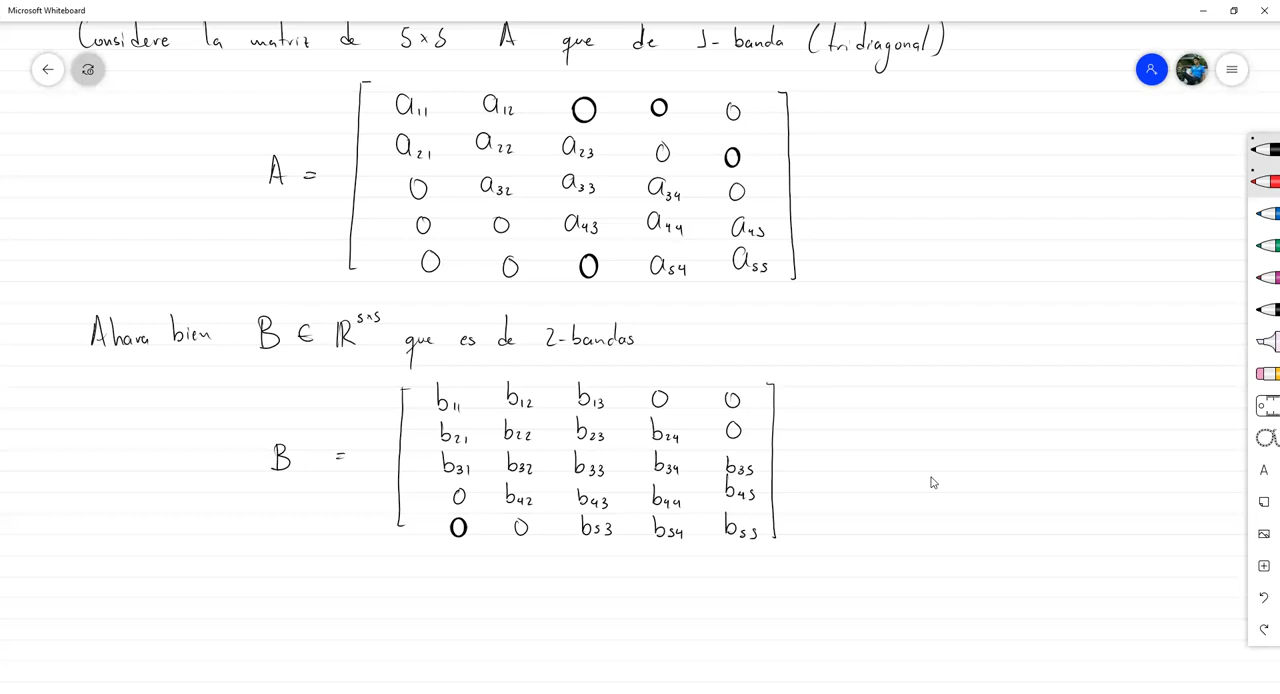 Microsoft Whiteboard
Considere la matriz de 5×5 A que de 1-banda (tridiagonal)
a₁₁ a₁₂ 0 0 0
a₂₁ a₂₂ a₂₃ 0 0
A = 0 a₃₂ a₃₃ a₃₄ 0
0 0 a₄₃ a₄₄ a₄₅
0 0 0 a₅₄ a₅₅
Ahora bien B ∈ ℝ⁵ˣ⁵ que es de 2-bandas
b₁₁ b₁₂ b₁₃ 0 0
b₂₁ b₂₂ b₂₃ b₂₄ 0
B = b₃₁ b₃₂ b₃₃ b₃₄ b₃₅
0 b₄₂ b₄₃ b₄₄ b₄₅
0 0 b₅₃ b₅₄ b₅₅